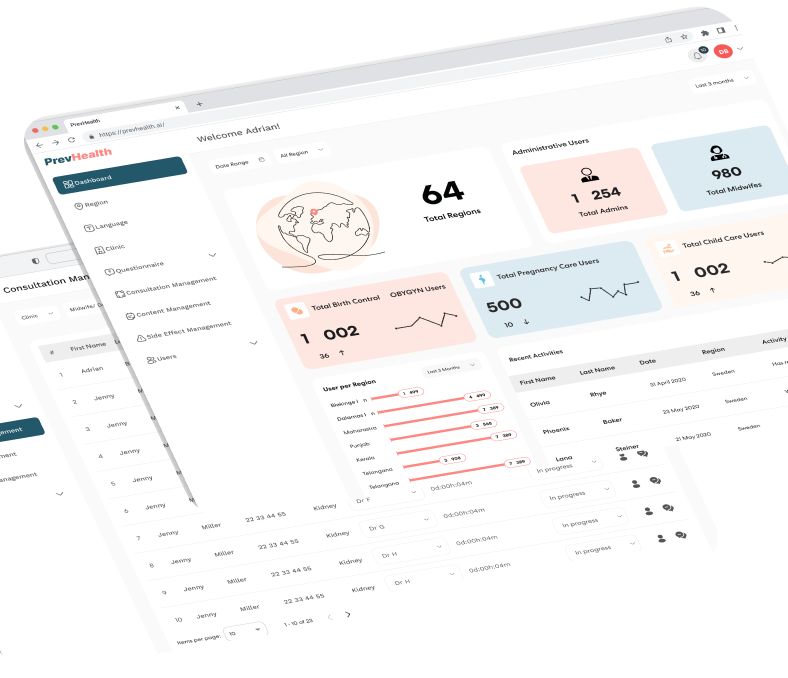 PrevHealth
https://prevhealth.ai/
PrevHealth
Welcome Adrian!
10
DS
Date Range
All Region
Last 3 months
Dashboard
Region
Language
Clinic
Questionnaire
Consultation Management
Content Management
Side Effect Management
Users
64
Total Regions
Administrative Users
1 254
Total Admins
980
Total Midwifes
Total Birth Control
OBYGYN Users
1 002
36
Total Pregnancy Care Users
500
10
Total Child Care Users
1 002
36
User per Region
Last 3 Months
Blekinge l n
1 499
Dalarnas l n
4 499
Maharastra
7 389
Punjab
3 568
Kerala
7 380
Telangana
2 908
Telangana
7 389
Recent Activities
First Name
Last Name
Date
Region
Activity
Olivia
Rhye
21 April 2020
Sweden
Has
Phoenix
Baker
23 May 2020
Sweden
Lana
Steiner
21 May 2020
Sweden
Consultation Man
Clinic
Midwife/
#
First Name
1
Adrian
2
Jenny
3
Jenny
4
Jenny
5
Jenny
6
Jenny
7
Jenny
Miller
22 33 44 55
Kidney
Dr F
0d:00h:04m
In progress
8
Jenny
Miller
22 33 44 55
Kidney
Dr G
0d:00h:04m
In progress
9
Jenny
Miller
22 33 44 55
Kidney
Dr H
0d:00h:04m
In progress
10
Jenny
Miller
22 33 44 55
Kidney
Dr H
0d:00h:04m
In progress
Items per page:
10
1 - 10 of 23
ement
ment
anagement